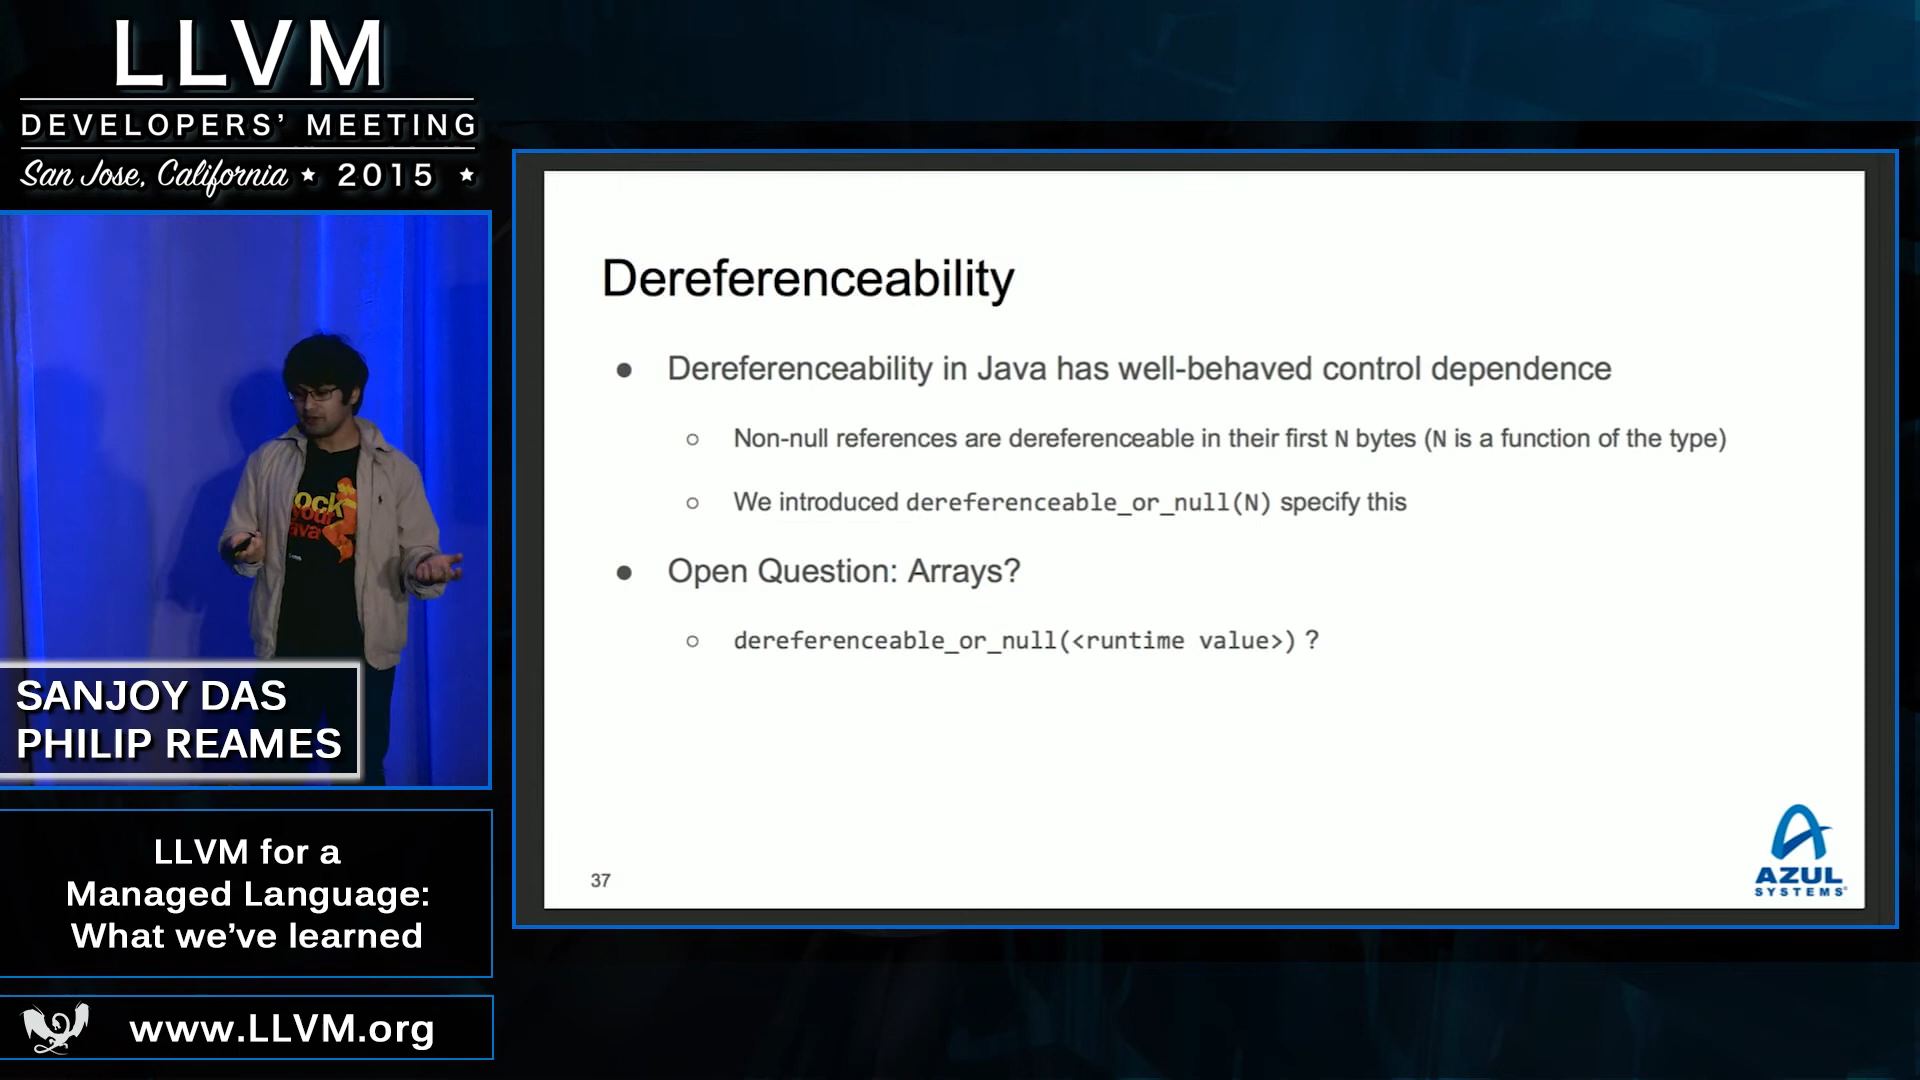 LLVM
DEVELOPERS’ MEETING
San Jose, California ★ 2015 ★
Dereferenceability
● Dereferenceability in Java has well-behaved control dependence
○ Non-null references are dereferenceable in their first N bytes (N is a function of the type)
○ We introduced dereferenceable_or_null(N) specify this
● Open Question: Arrays?
○ dereferenceable_or_null(<runtime value>) ?
37
AZUL
SYSTEMS
ock
your
ava
SANJOY DAS
PHILIP REAMES
LLVM for a
Managed Language:
What we’ve learned
www.LLVM.org